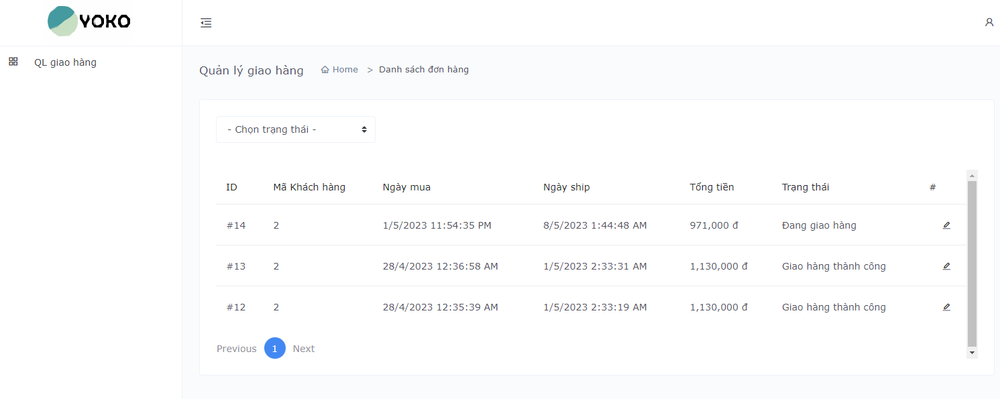 YOKO
QL giao hàng
Quản lý giao hàng Home > Danh sách đơn hàng
- Chọn trạng thái -
ID Mã Khách hàng Ngày mua Ngày ship Tổng tiền Trạng thái #
#14 2 1/5/2023 11:54:35 PM 8/5/2023 1:44:48 AM 971,000 đ Đang giao hàng
#13 2 28/4/2023 12:36:58 AM 1/5/2023 2:33:31 AM 1,130,000 đ Giao hàng thành công
#12 2 28/4/2023 12:35:39 AM 1/5/2023 2:33:19 AM 1,130,000 đ Giao hàng thành công
Previous 1 Next